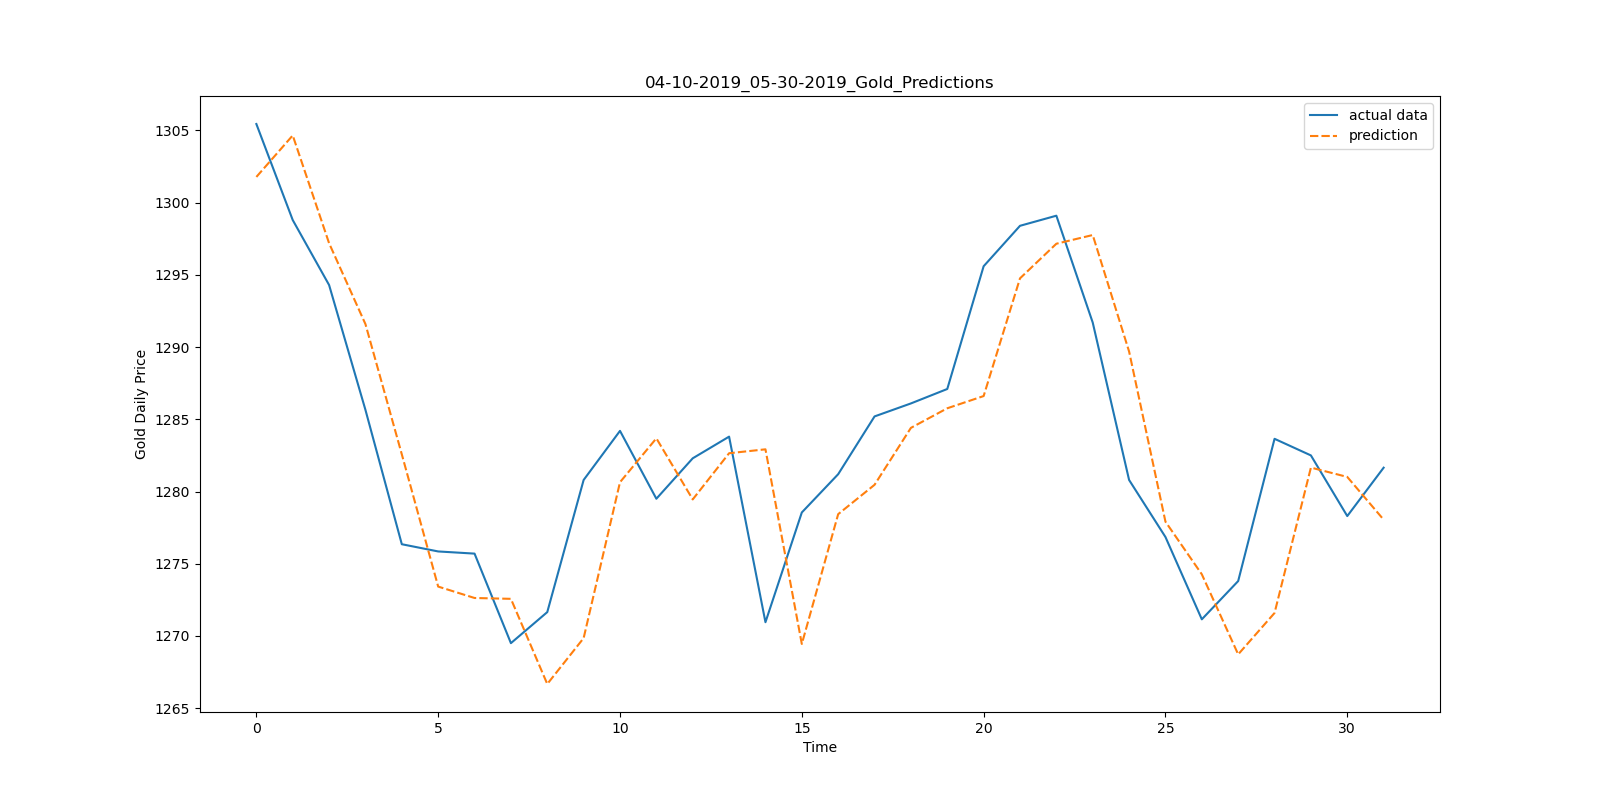 04-10-2019_05-30-2019_Gold_Predictions
actual data
prediction
Gold Daily Price
1305
1300
1295
1290
1285
1280
1275
1270
1265
0 5 10 15 20 25 30
Time